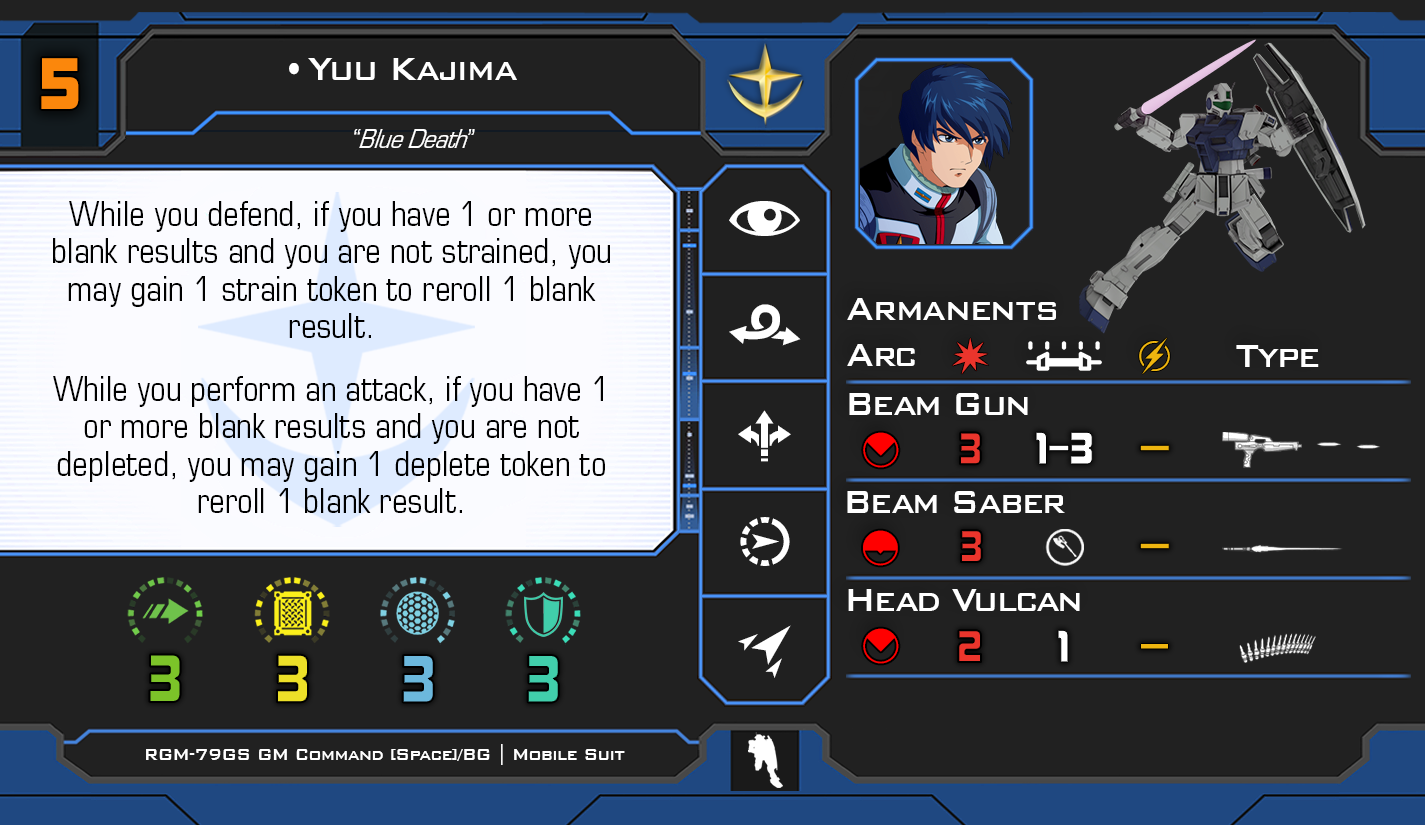 5
• Yuu Kajima
“Blue Death”
While you defend, if you have 1 or more
blank results and you are not strained, you
may gain 1 strain token to reroll 1 blank
result.
While you perform an attack, if you have 1
or more blank results and you are not
depleted, you may gain 1 deplete token to
reroll 1 blank result.
3 3 3 3
RGM-79GS GM Command [Space]/BG | Mobile Suit
Armanents
Arc Type
Beam Gun
3 1–3 –
Beam Saber
3 –
Head Vulcan
2 1 –